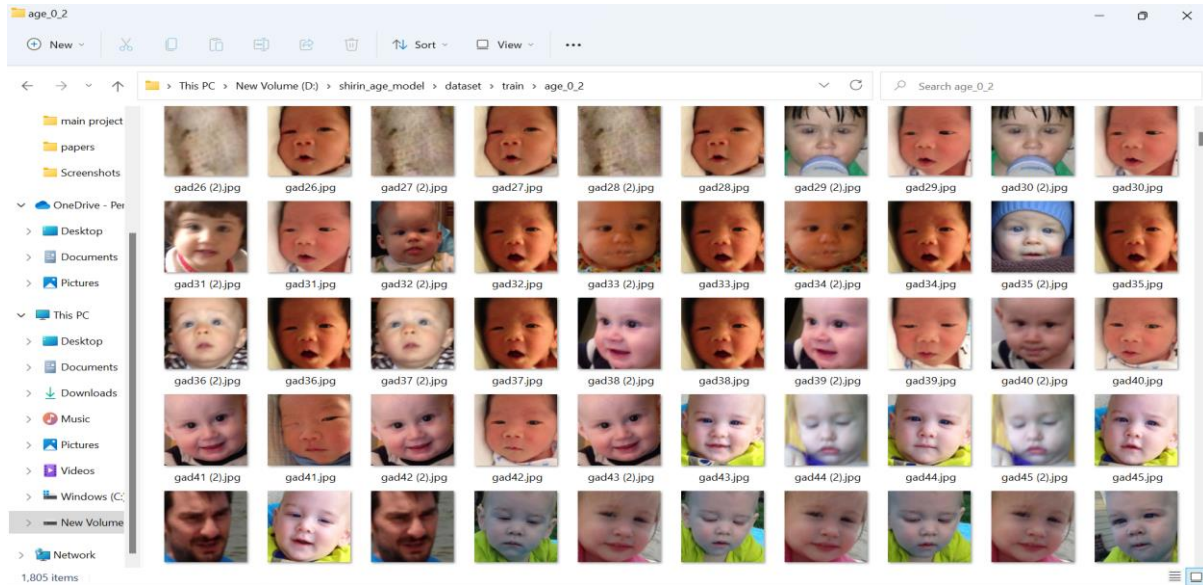 age_0_2
New
Sort
View
This PC > New Volume (D:) > shirin_age_model > dataset > train > age_0_2
Search age_0_2
main project
papers
Screenshots
OneDrive - Per
Desktop
Documents
Pictures
This PC
Desktop
Documents
Downloads
Music
Pictures
Videos
Windows (C:)
New Volume
Network
gad26 (2).jpg gad26.jpg gad27 (2).jpg gad27.jpg gad28 (2).jpg gad28.jpg gad29 (2).jpg gad29.jpg gad30 (2).jpg gad30.jpg
gad31 (2).jpg gad31.jpg gad32 (2).jpg gad32.jpg gad33 (2).jpg gad33.jpg gad34 (2).jpg gad34.jpg gad35 (2).jpg gad35.jpg
gad36 (2).jpg gad36.jpg gad37 (2).jpg gad37.jpg gad38 (2).jpg gad38.jpg gad39 (2).jpg gad39.jpg gad40 (2).jpg gad40.jpg
gad41 (2).jpg gad41.jpg gad42 (2).jpg gad42.jpg gad43 (2).jpg gad43.jpg gad44 (2).jpg gad44.jpg gad45 (2).jpg gad45.jpg
1,805 items